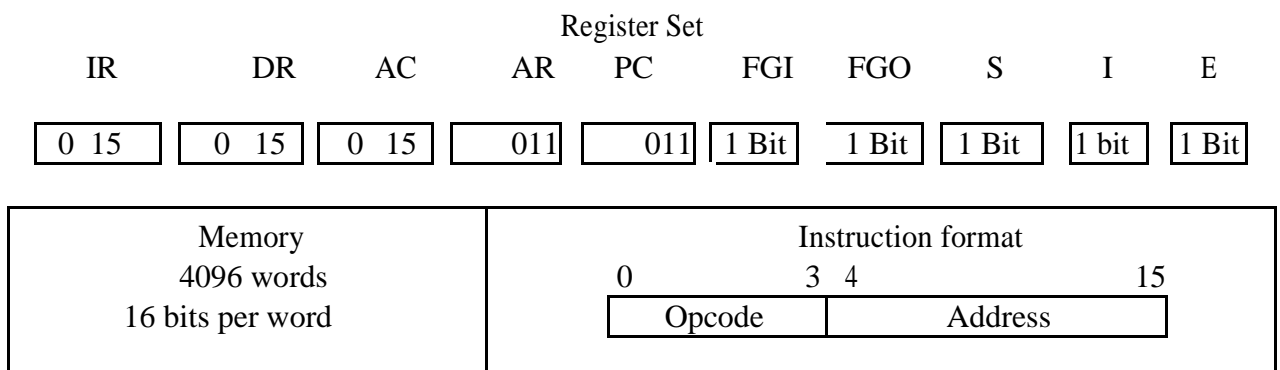 Register Set
IR DR AC AR PC FGI FGO S I E
0 15 0 15 0 15 011 011 1 Bit 1 Bit 1 Bit 1 bit 1 Bit
Memory Instruction format
4096 words 0 3 4 15
16 bits per word Opcode Address